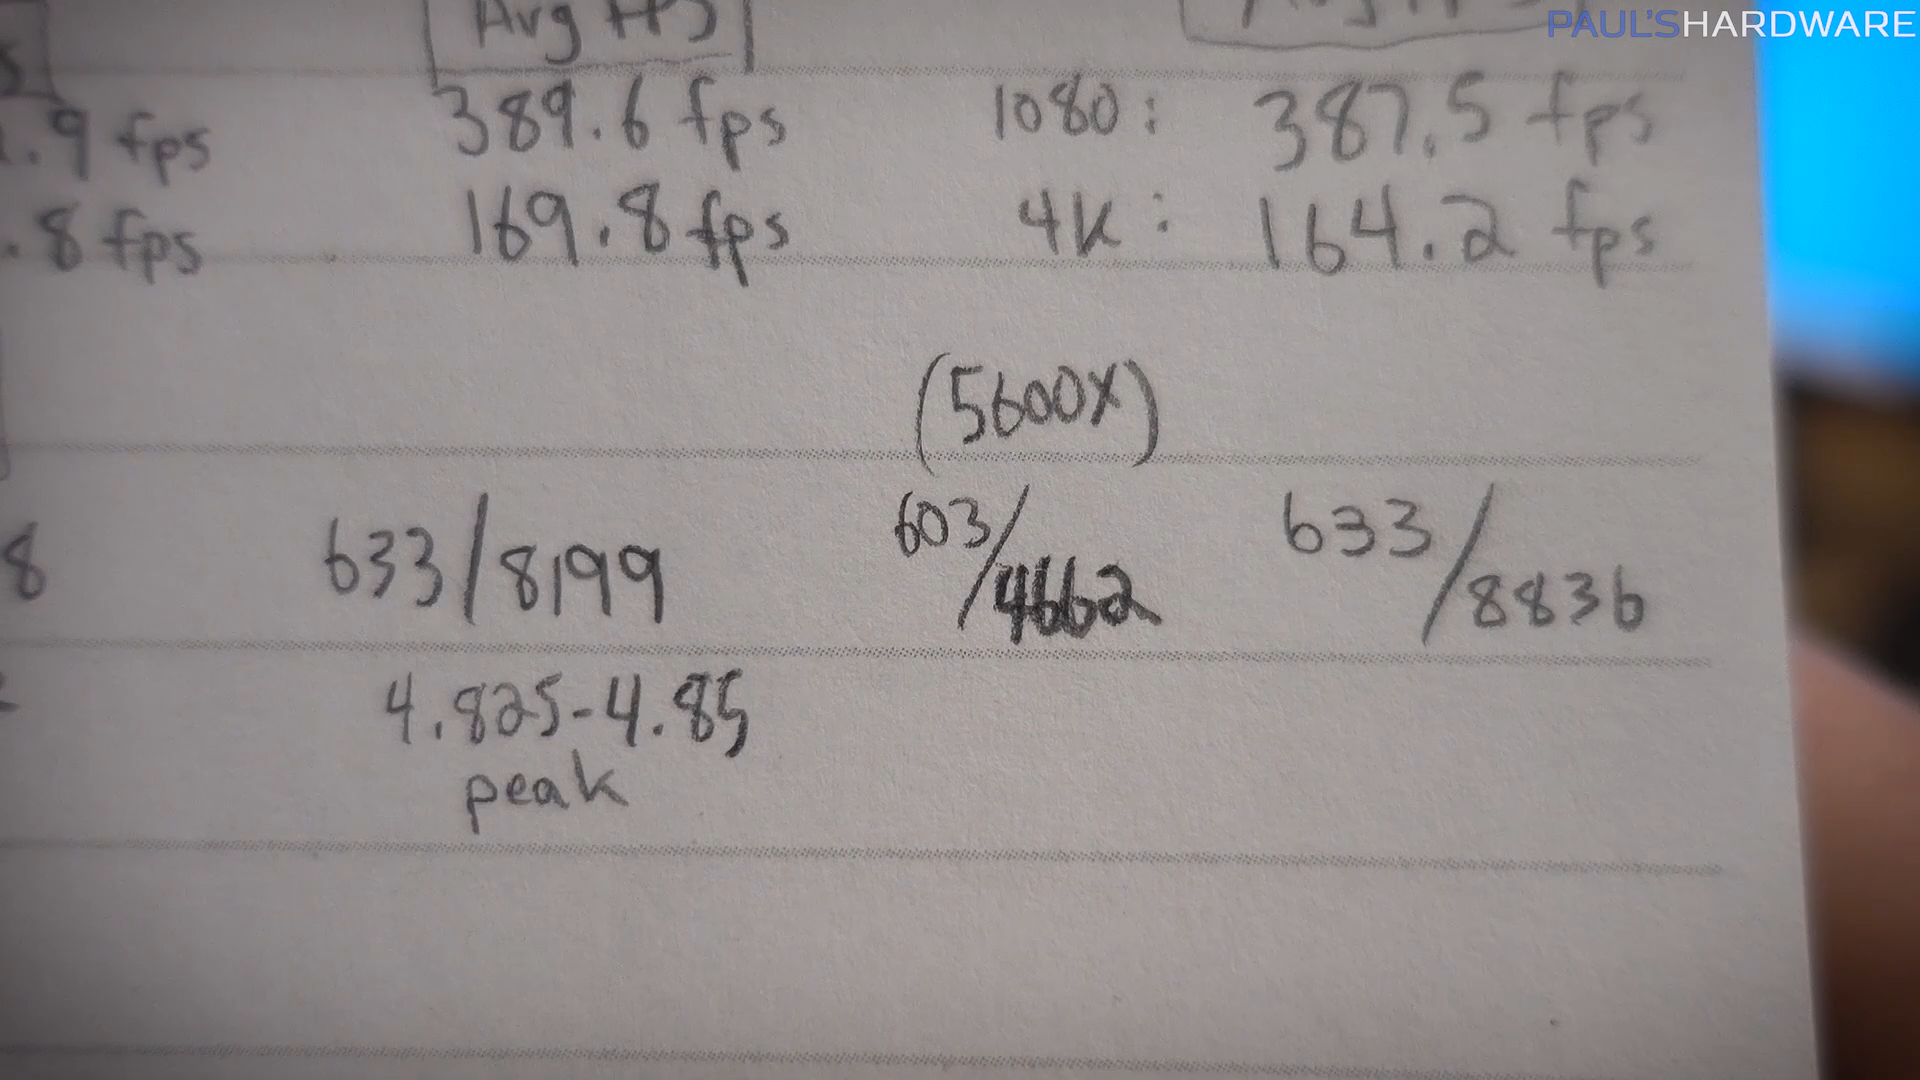 PAUL'SHARDWARE
Avg FPS
.9 fps 389.6 fps 1080: 387.5 fps
.8 fps 169.8 fps 4K: 164.2 fps
(5600X)
8 633/8199 603/4662 633/8836
4.825-4.85
peak